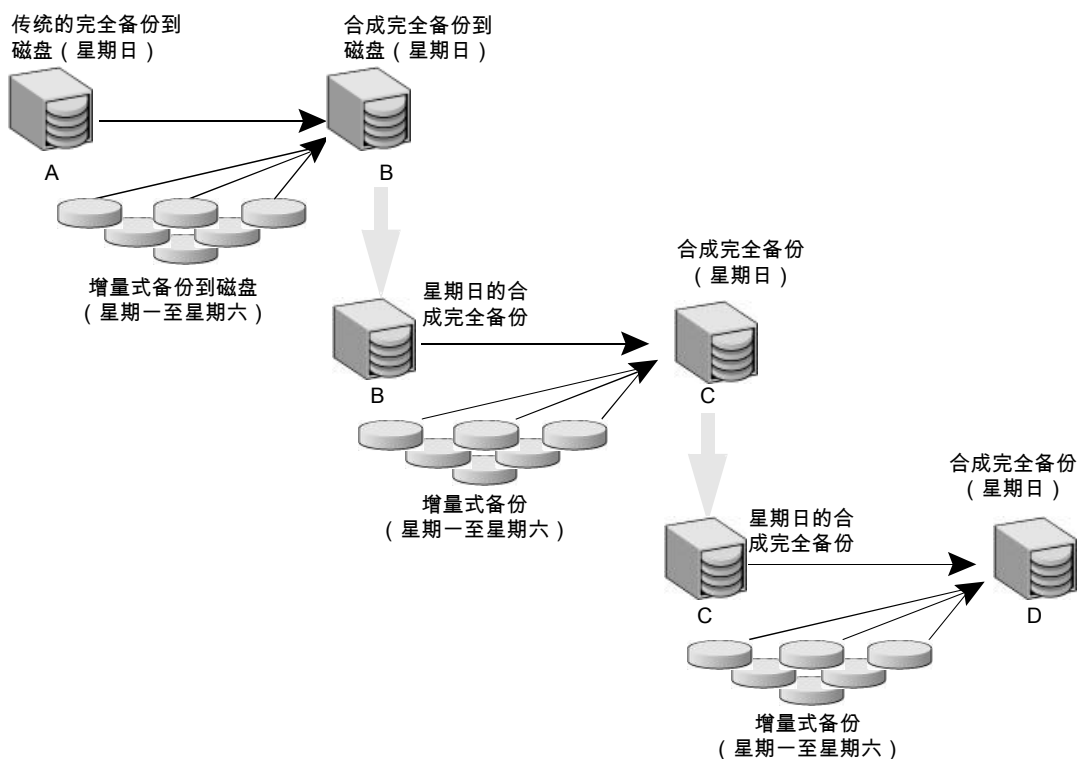 传统的完全备份到
磁盘（星期日）
合成完全备份到
磁盘（星期日）
A
B
增量式备份到磁盘
（星期一至星期六）
星期日的合
成完全备份
合成完全备份
（星期日）
B
C
增量式备份
（星期一至星期六）
星期日的合
成完全备份
合成完全备份
（星期日）
C
D
增量式备份
（星期一至星期六）